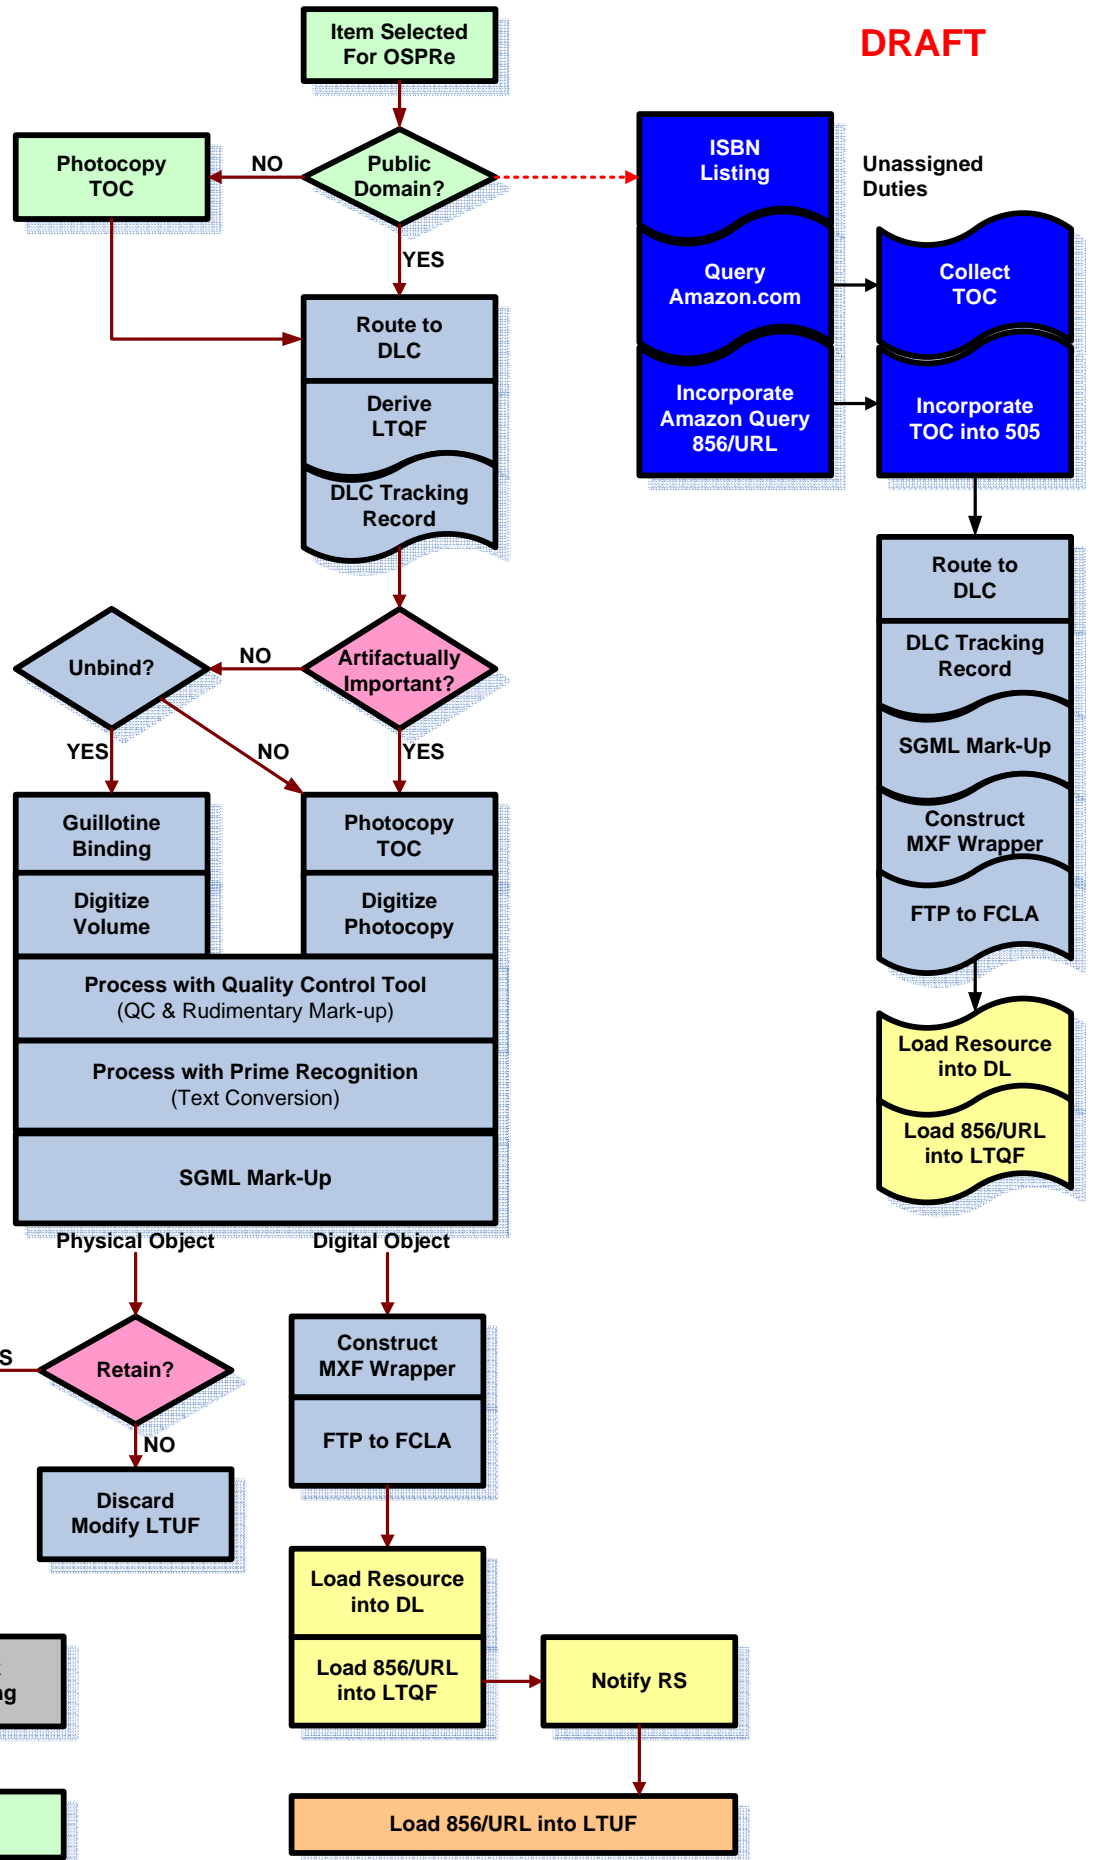 Item Selected
For OSPRe
DRAFT
Photocopy
TOC
NO
Public
Domain?
ISBN
Listing
Unassigned
Duties
YES
Query
Amazon.com
Collect
TOC
Route to
DLC
Derive
LTQF
Incorporate
Amazon Query
856/URL
Incorporate
TOC into 505
DLC Tracking
Record
Route to
DLC
Unbind?
NO
Artifactually
Important?
DLC Tracking
Record
YES
NO
YES
SGML Mark-Up
Guillotine
Binding
Photocopy
TOC
Construct
MXF Wrapper
Digitize
Volume
Digitize
Photocopy
FTP to FCLA
Process with Quality Control Tool
(QC & Rudimentary Mark-up)
Process with Prime Recognition
(Text Conversion)
Load Resource
into DL
SGML Mark-Up
Load 856/URL
into LTQF
Physical Object
Digital Object
S
Retain?
Construct
MXF Wrapper
NO
FTP to FCLA
Discard
Modify LTUF
Load Resource
into DL
ng
Load 856/URL
into LTQF
Notify RS
Load 856/URL into LTUF